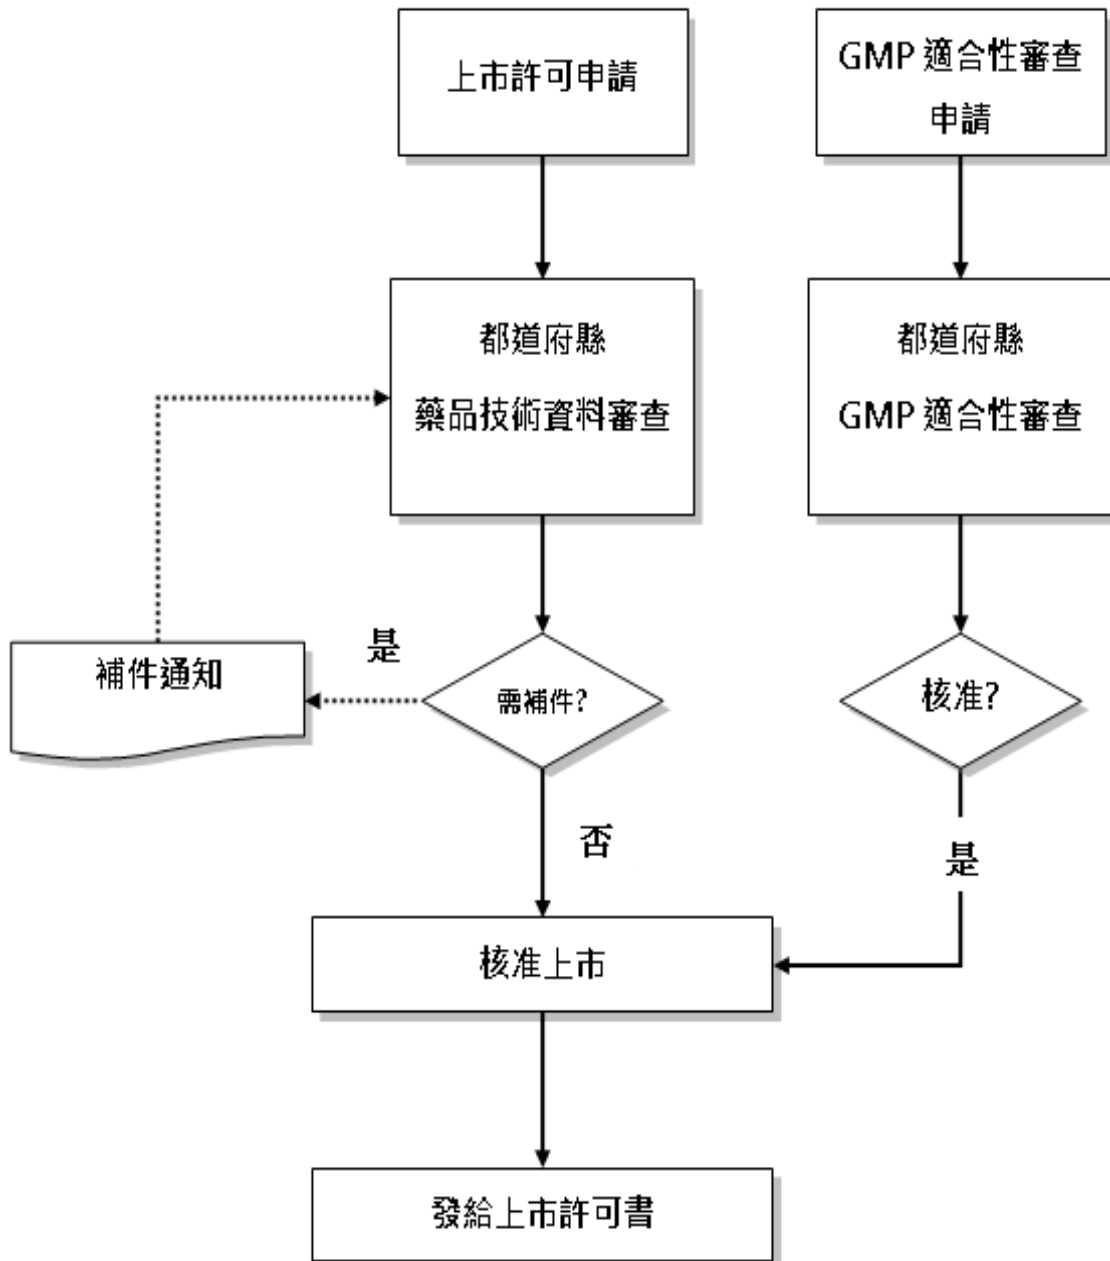 上市許可申請
GMP 適合性審查
申請
都道府縣
藥品技術資料審查
都道府縣
GMP 適合性審查
補件通知
是
需補件?
核准?
否
是
核准上市
發給上市許可書